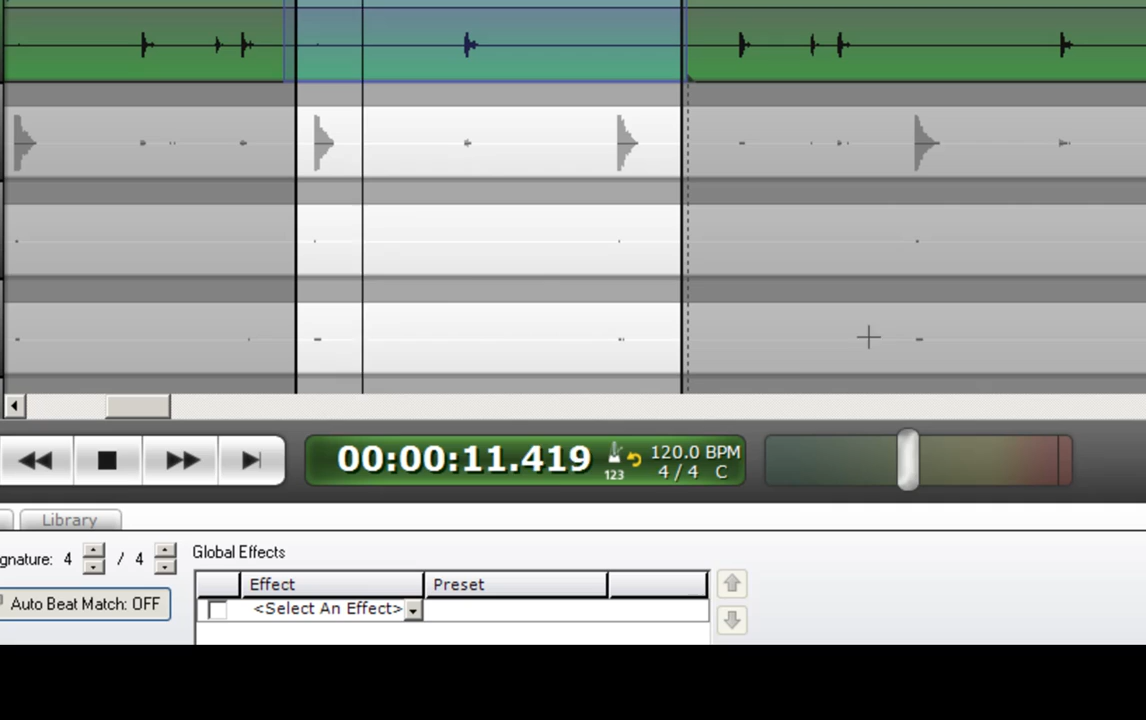 00:00:11.419
123
120.0 BPM
4 / 4 C
Library
gnature: 4 / 4
Global Effects
Effect Preset
Auto Beat Match: OFF
<Select An Effect>